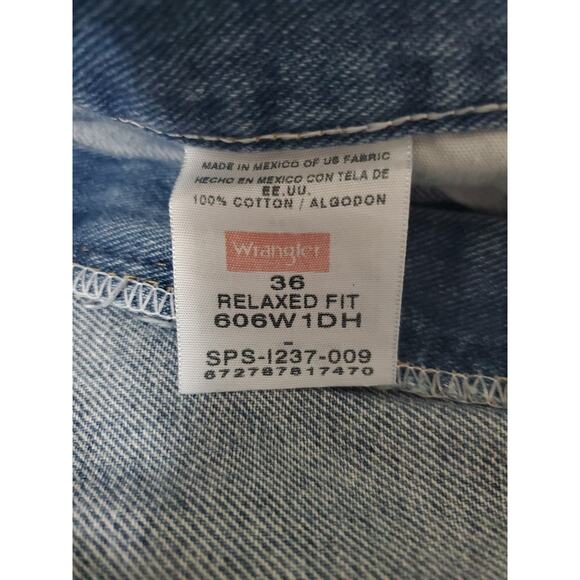 MADE IN MEXICO OF US FABRIC
HECHO EN MEXICO CON TELA DE
EE.UU.
100% COTTON / ALGODON
Wrangler
36
RELAXED FIT
606W1DH
-
SPS-I237-009
672787817470